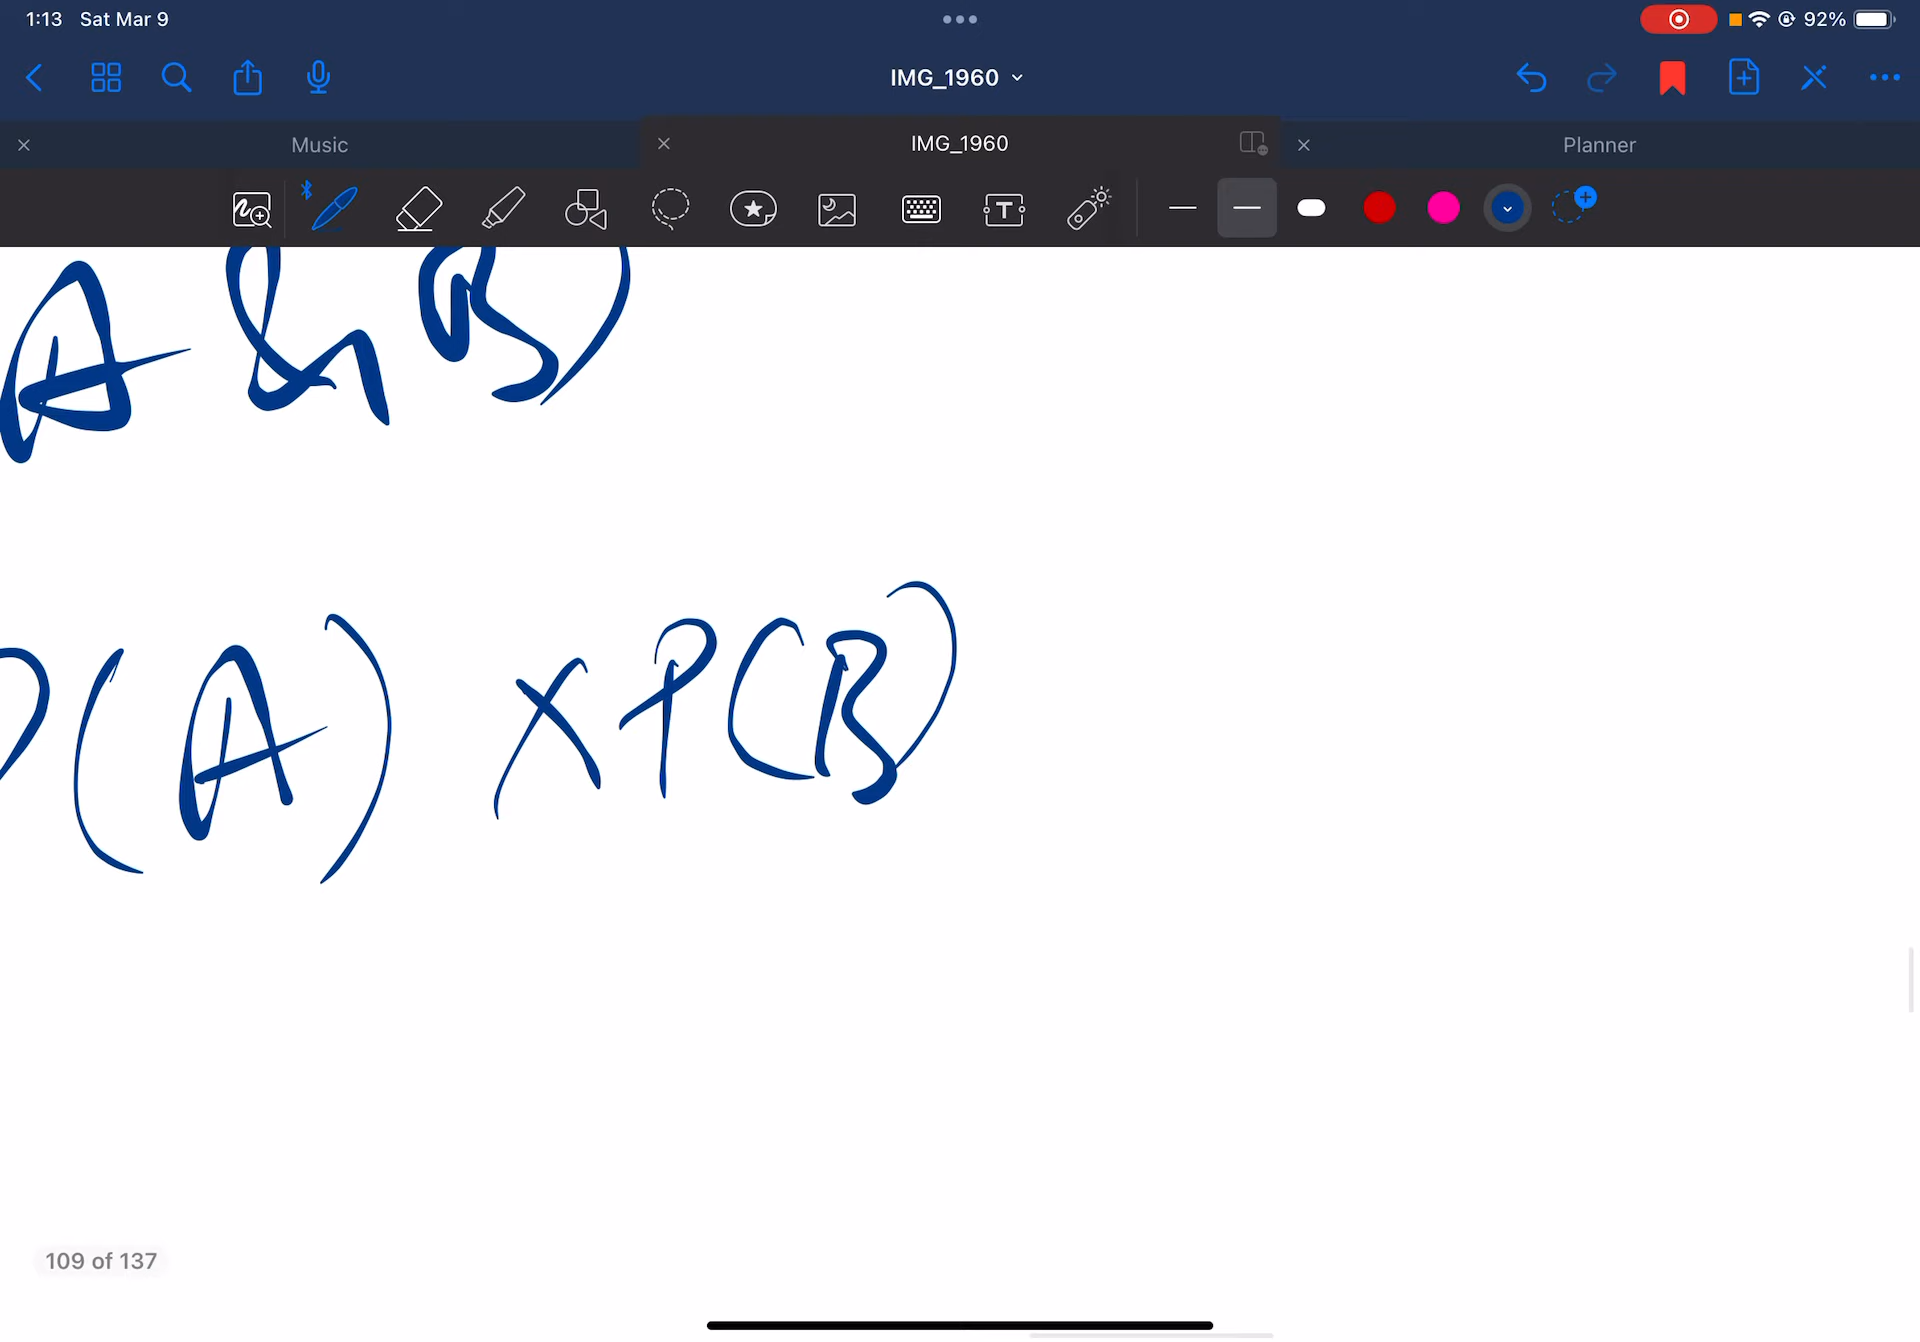 1:13 Sat Mar 9
92%
IMG_1960
Music
IMG_1960
Planner
T
A & B)
P(A) X P(B)
109 of 137